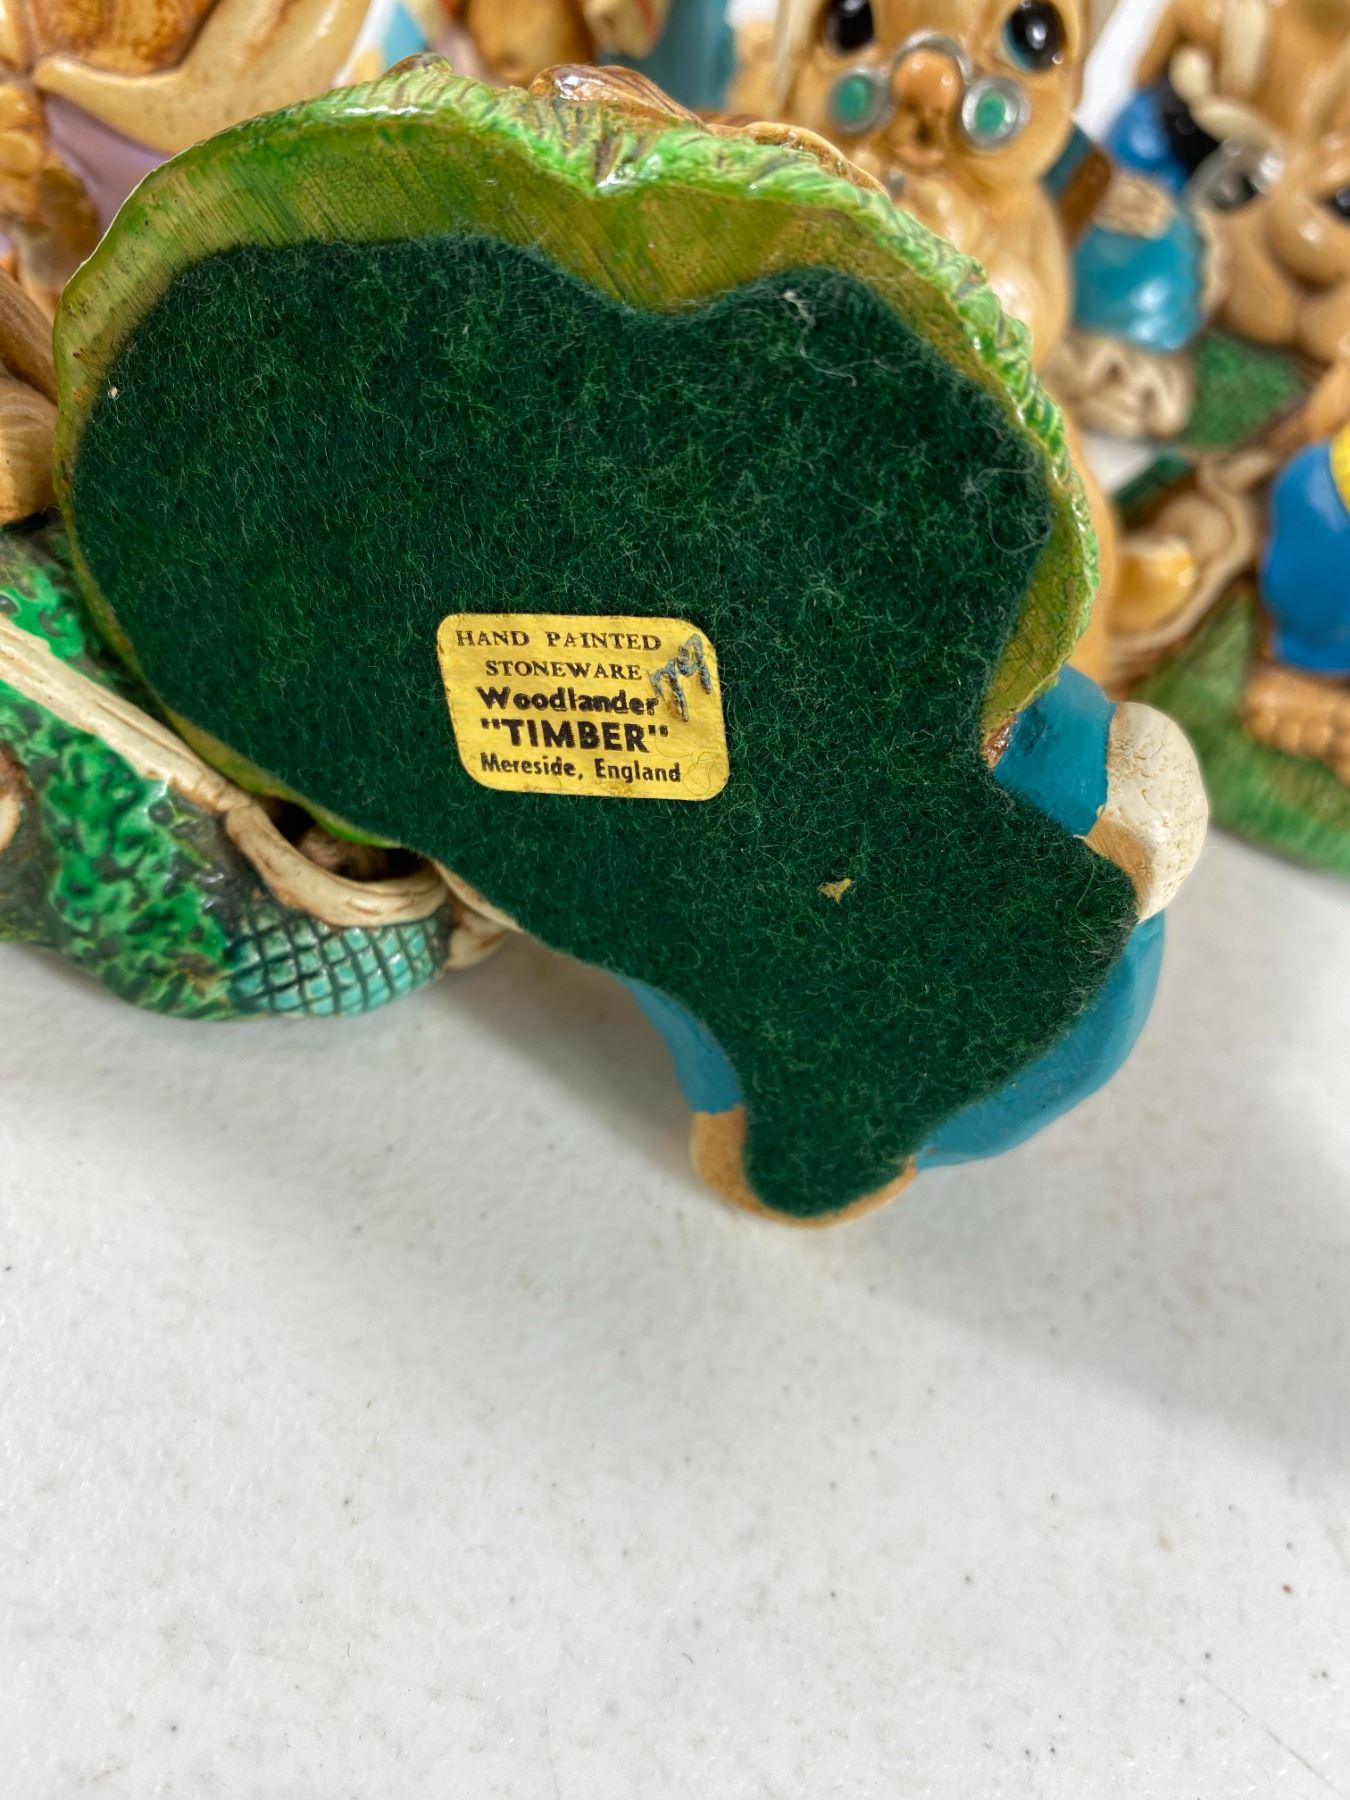 HAND PAINTED
STONEWARE
Woodlander
"TIMBER"
Mereside, England